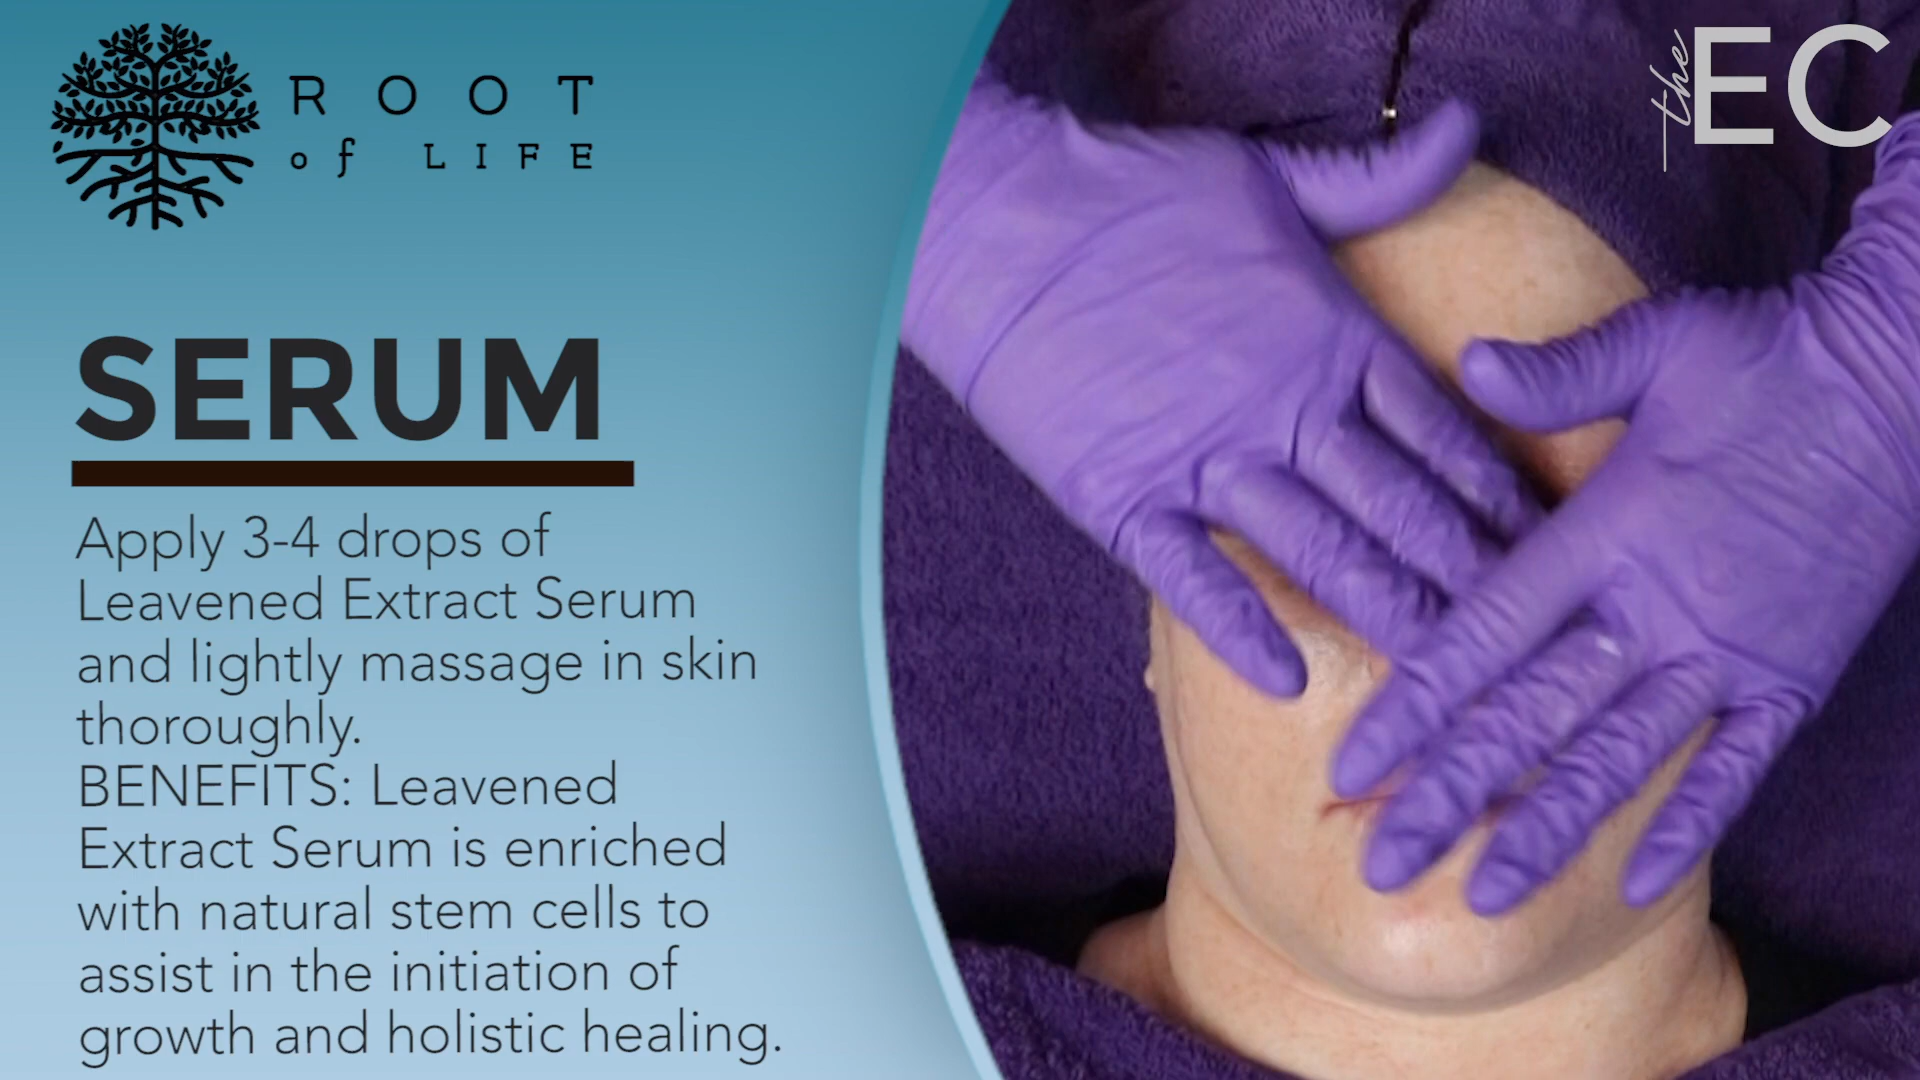 ROOT
of LIFE
the EC
SERUM
Apply 3-4 drops of
Leavened Extract Serum
and lightly massage in skin
thoroughly.
BENEFITS: Leavened
Extract Serum is enriched
with natural stem cells to
assist in the initiation of
growth and holistic healing.